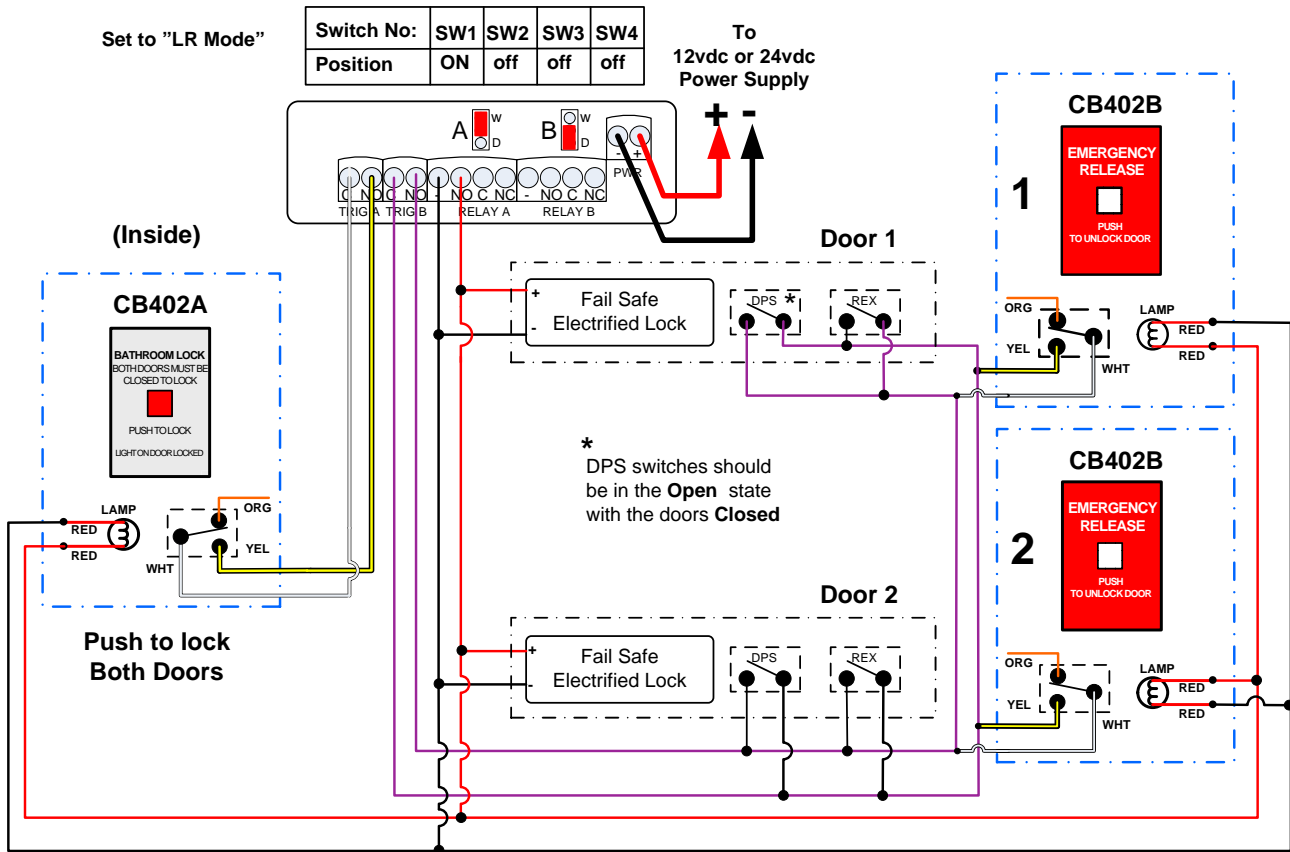 Set to ”LR Mode”
Switch No: SW1 SW2 SW3 SW4
Position ON off off off
To
12vdc or 24vdc
Power Supply
+ -
A W D
B W D
- +
PWR
C NO C NO - NO C NC - NO C NC
TRIG A TRIG B RELAY A RELAY B
(Inside)
CB402A
BATHROOM LOCK
BOTH DOORS MUST BE
CLOSED TO LOCK
PUSH TO LOCK
LIGHT ON DOOR LOCKED
LAMP
RED
RED
ORG
YEL
WHT
Push to lock
Both Doors
Door 1
+
-
Fail Safe
Electrified Lock
DPS *
REX
*
DPS switches should
be in the Open state
with the doors Closed
Door 2
+
-
Fail Safe
Electrified Lock
DPS
REX
CB402B
1
EMERGENCY
RELEASE
PUSH
TO UNLOCK DOOR
ORG
YEL
WHT
LAMP
RED
RED
CB402B
2
EMERGENCY
RELEASE
PUSH
TO UNLOCK DOOR
ORG
YEL
WHT
LAMP
RED
RED